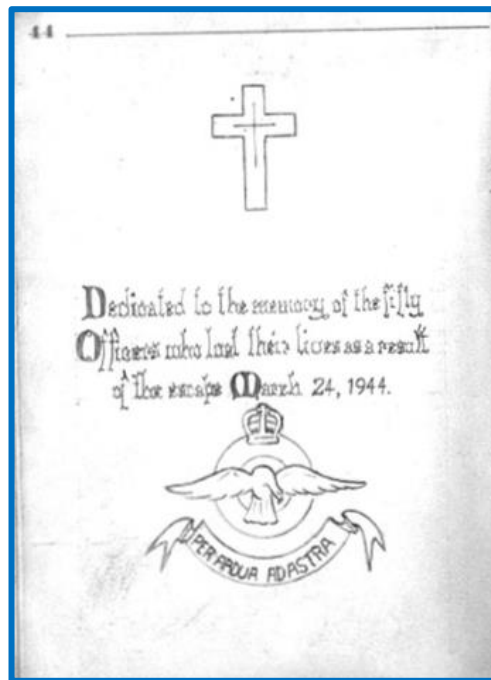 44
Dedicated to the memory of the fifty
Officers who lost their lives as a result
of the escape March 24, 1944.
PER ARDUA AD ASTRA